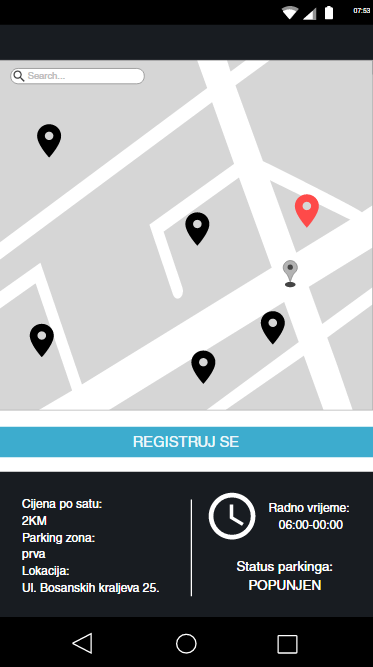 07:53
Search...
REGISTRUJ SE
Cijena po satu:
2KM
Parking zona:
prva
Lokacija:
Ul. Bosanskih kraljeva 25.
Radno vrijeme:
06:00-00:00
Status parkinga:
POPUNJEN